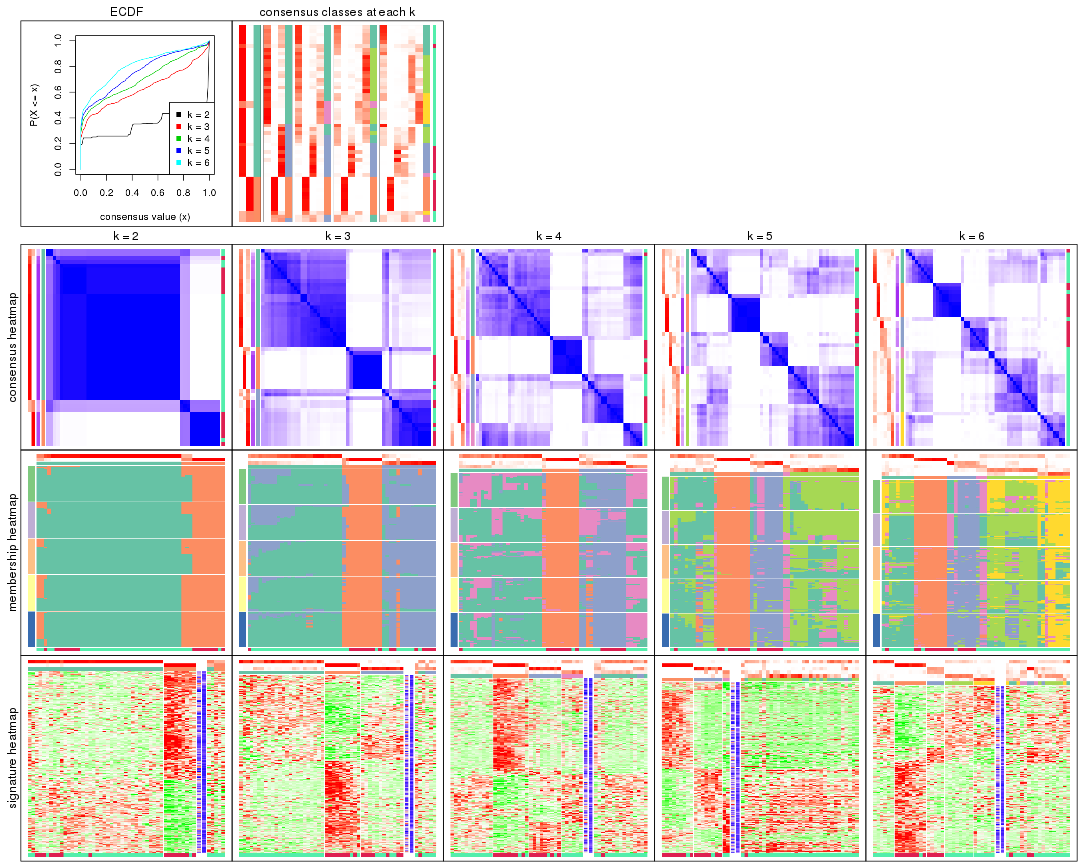 ECDF
consensus classes at each k
P(X <= x)
0.0 0.2 0.4 0.6 0.8 1.0
k = 2
k = 3
k = 4
k = 5
k = 6
0.0 0.2 0.4 0.6 0.8 1.0
consensus value (x)
k = 2
k = 3
k = 4
k = 5
k = 6
consensus heatmap
membership heatmap
signature heatmap